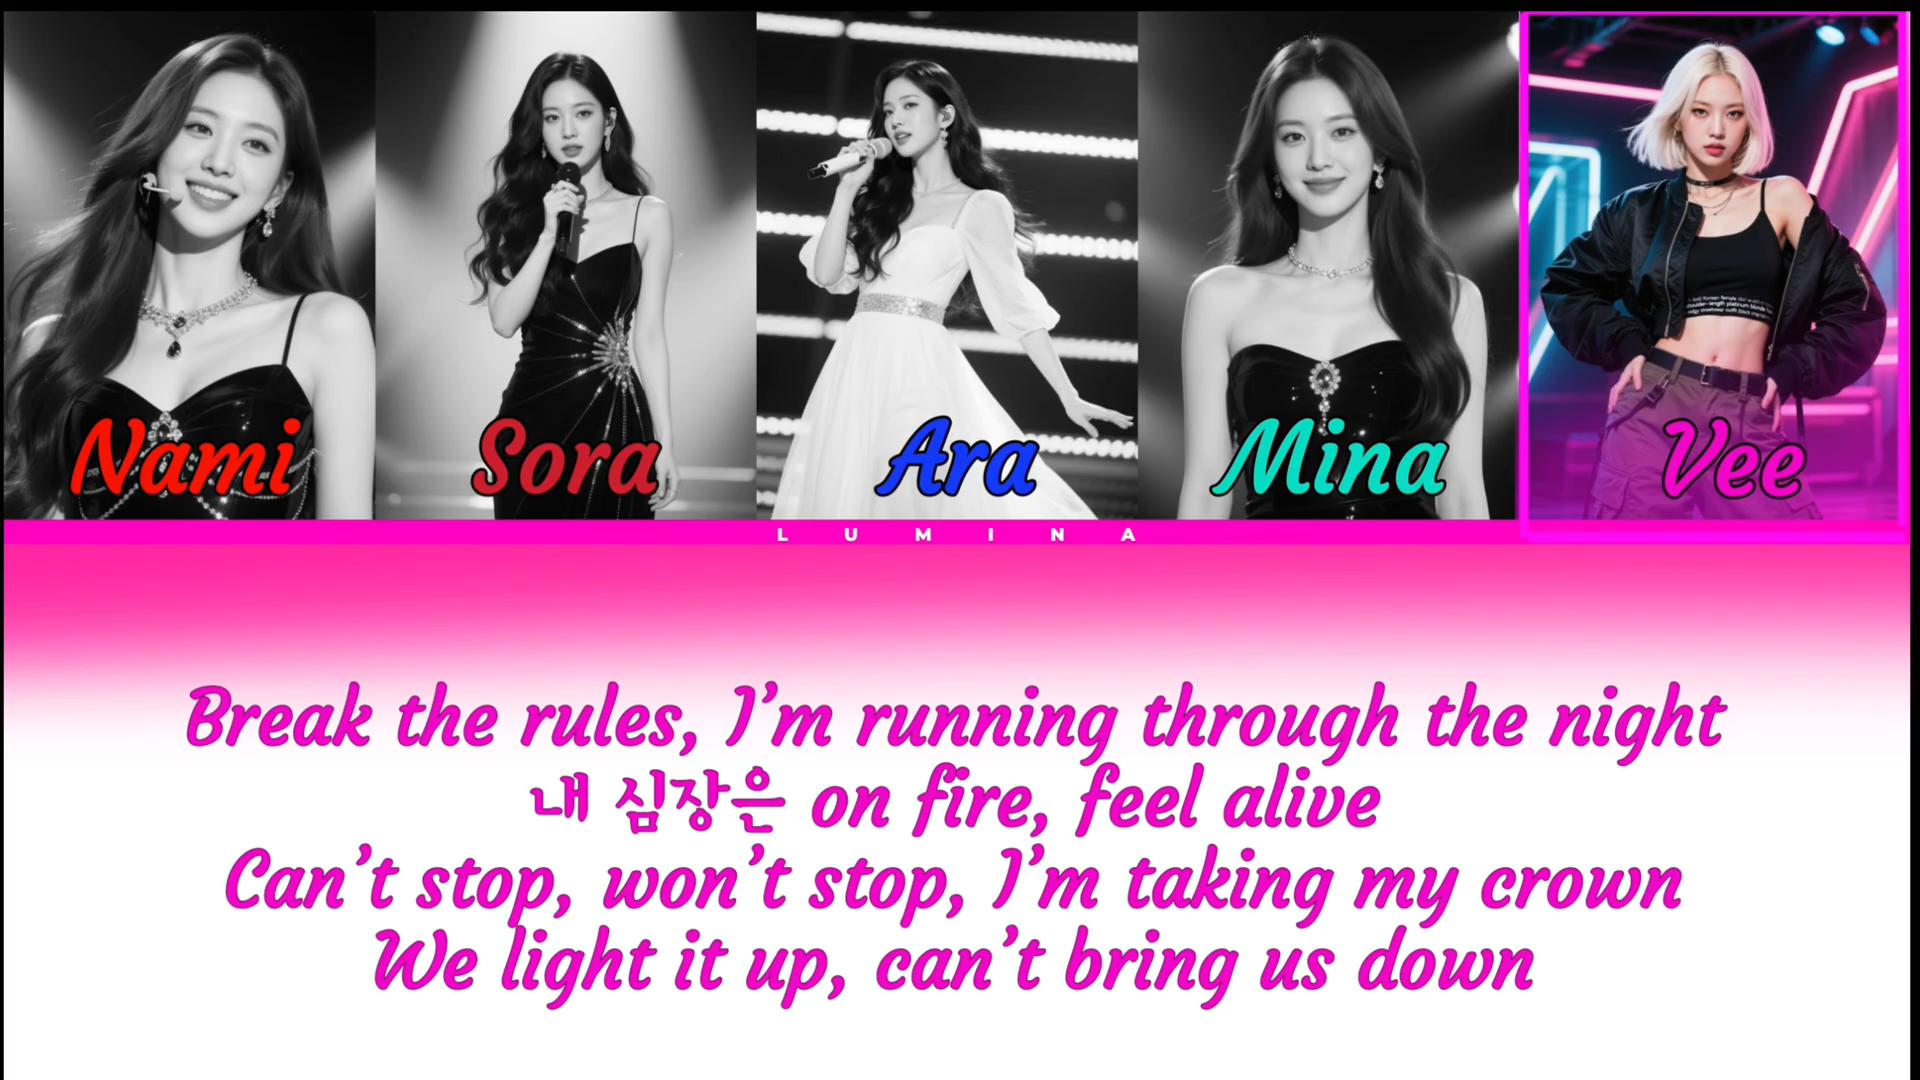 Nami
Sora
Ara
Mina
Vee
LUMINA
Break the rules, I'm running through the night
내 심장은 on fire, feel alive
Can't stop, won't stop, I'm taking my crown
We light it up, can't bring us down